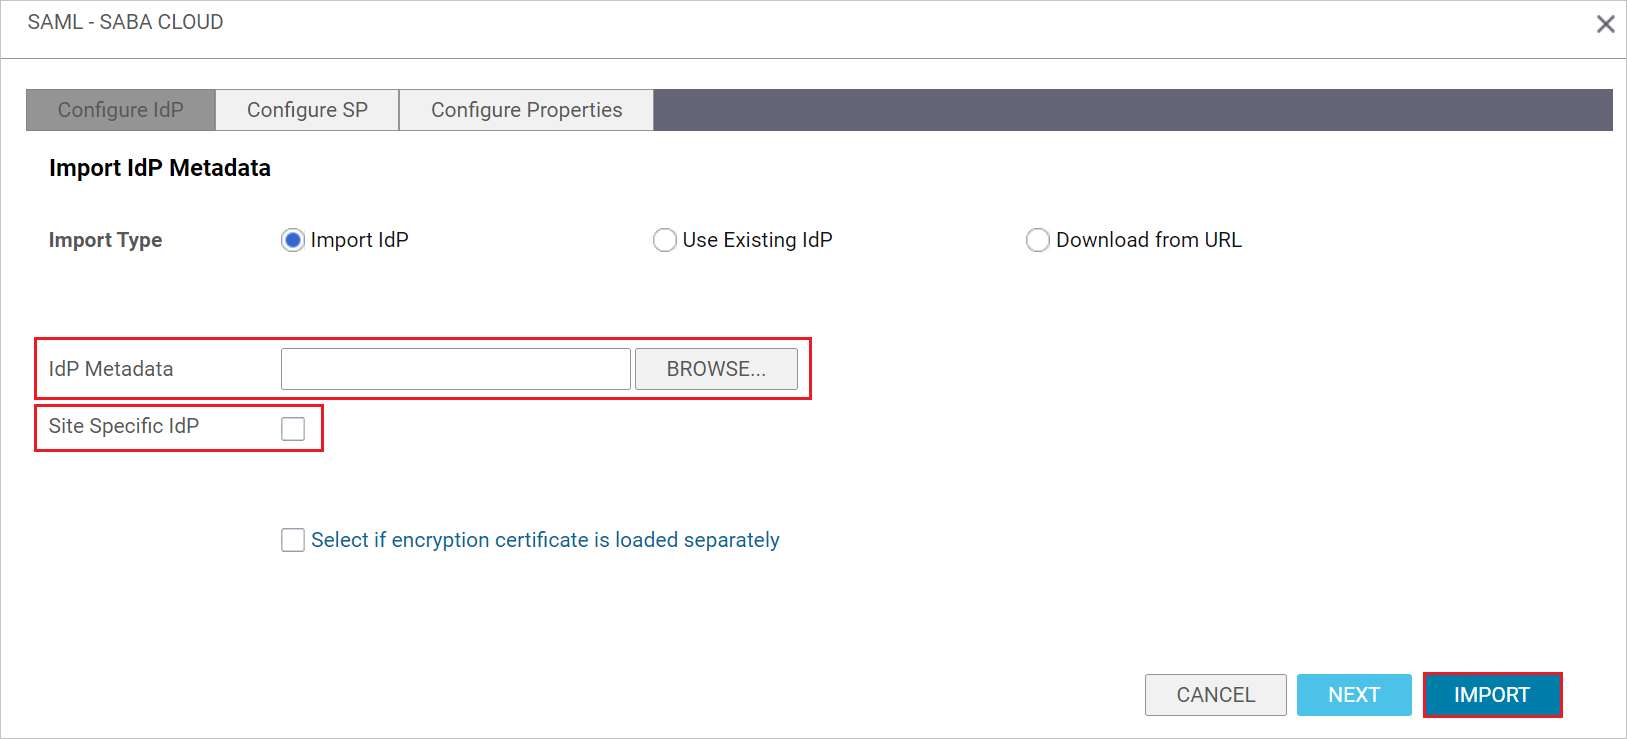 SAML - SABA CLOUD
Configure IdP Configure SP Configure Properties
Import IdP Metadata
Import Type Import IdP Use Existing IdP Download from URL
IdP Metadata BROWSE...
Site Specific IdP
Select if encryption certificate is loaded separately
CANCEL NEXT IMPORT